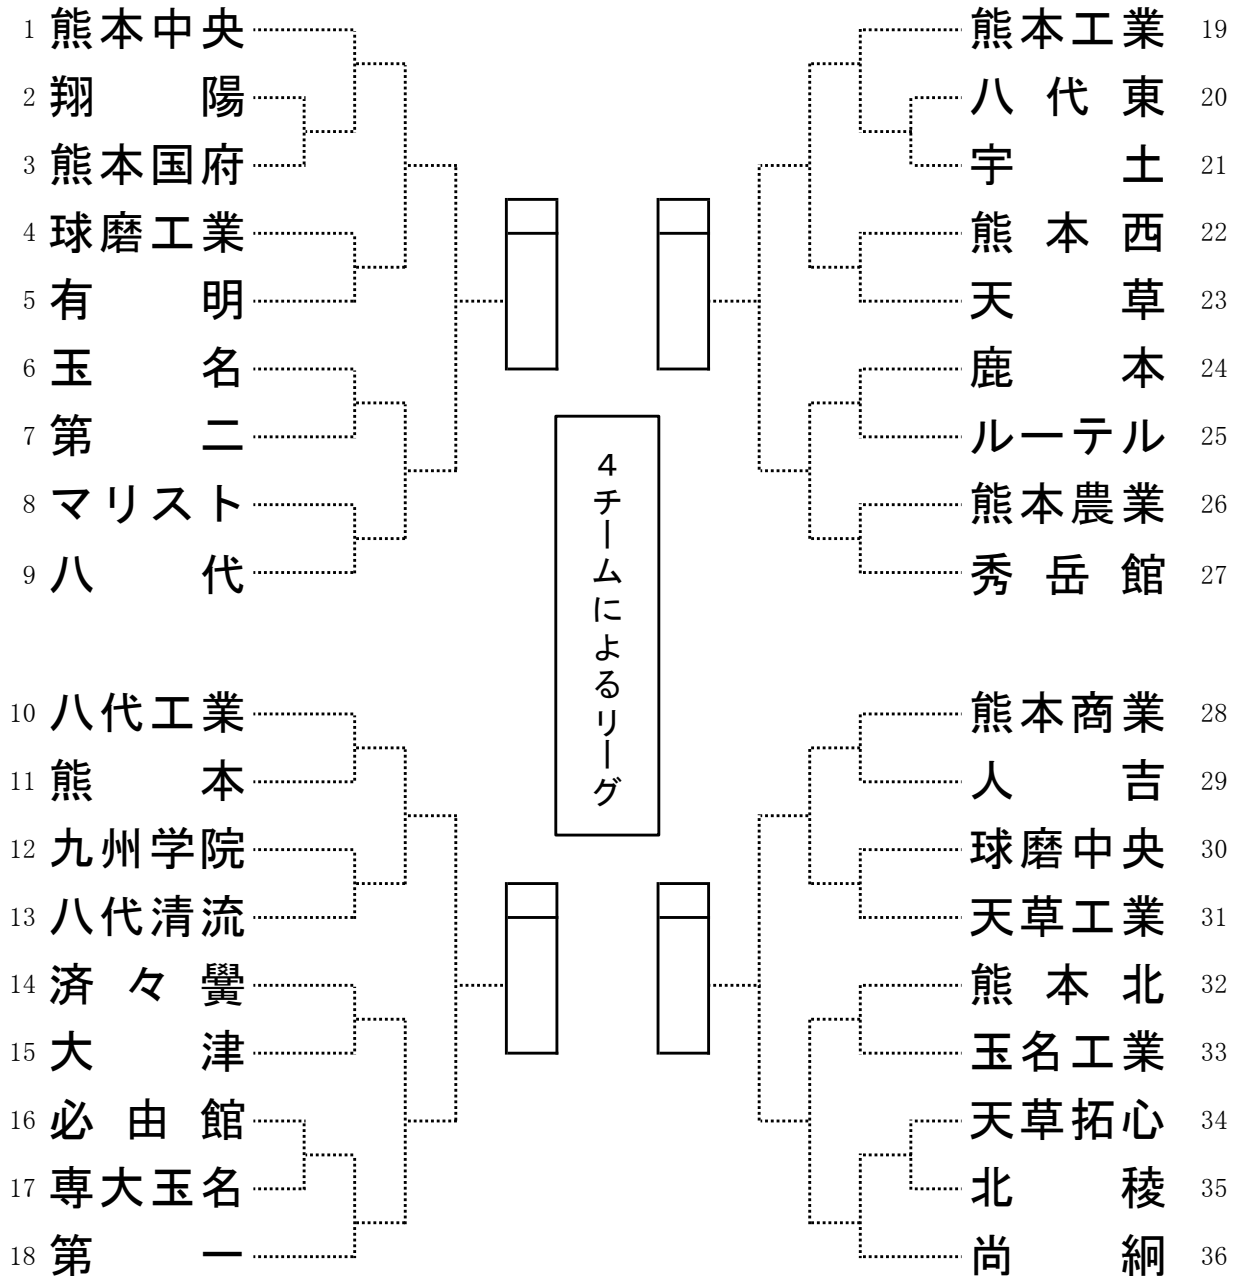 1 熊本中央
2 翔陽
3 熊本国府
4 球磨工業
5 有明
6 玉名
7 第二
8 マリスト
9 八代
10 八代工業
11 熊本
12 九州学院
13 八代清流
14 済々黌
15 大津
16 必由館
17 専大玉名
18 第一
4チームによるリーグ
熊本工業 19
八代東 20
宇土 21
熊本西 22
天草 23
鹿本 24
ルーテル 25
熊本農業 26
秀岳館 27
熊本商業 28
人吉 29
球磨中央 30
天草工業 31
熊本北 32
玉名工業 33
天草拓心 34
北稜 35
尚絅 36